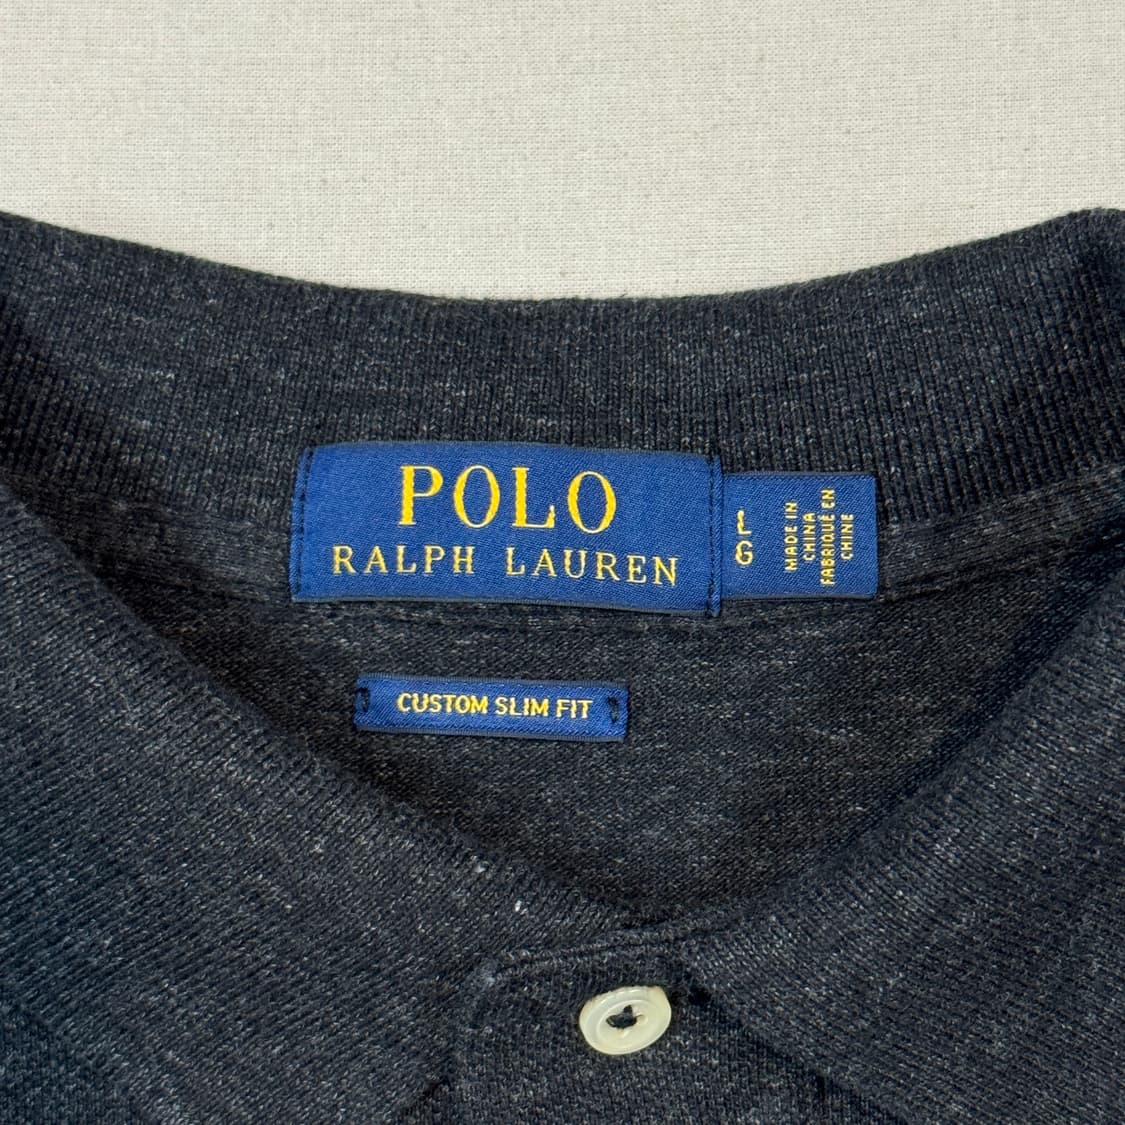 POLO
RALPH LAUREN
L
G
MADE IN
CHINA
FABRIQUÉ EN
CHINE
CUSTOM SLIM FIT